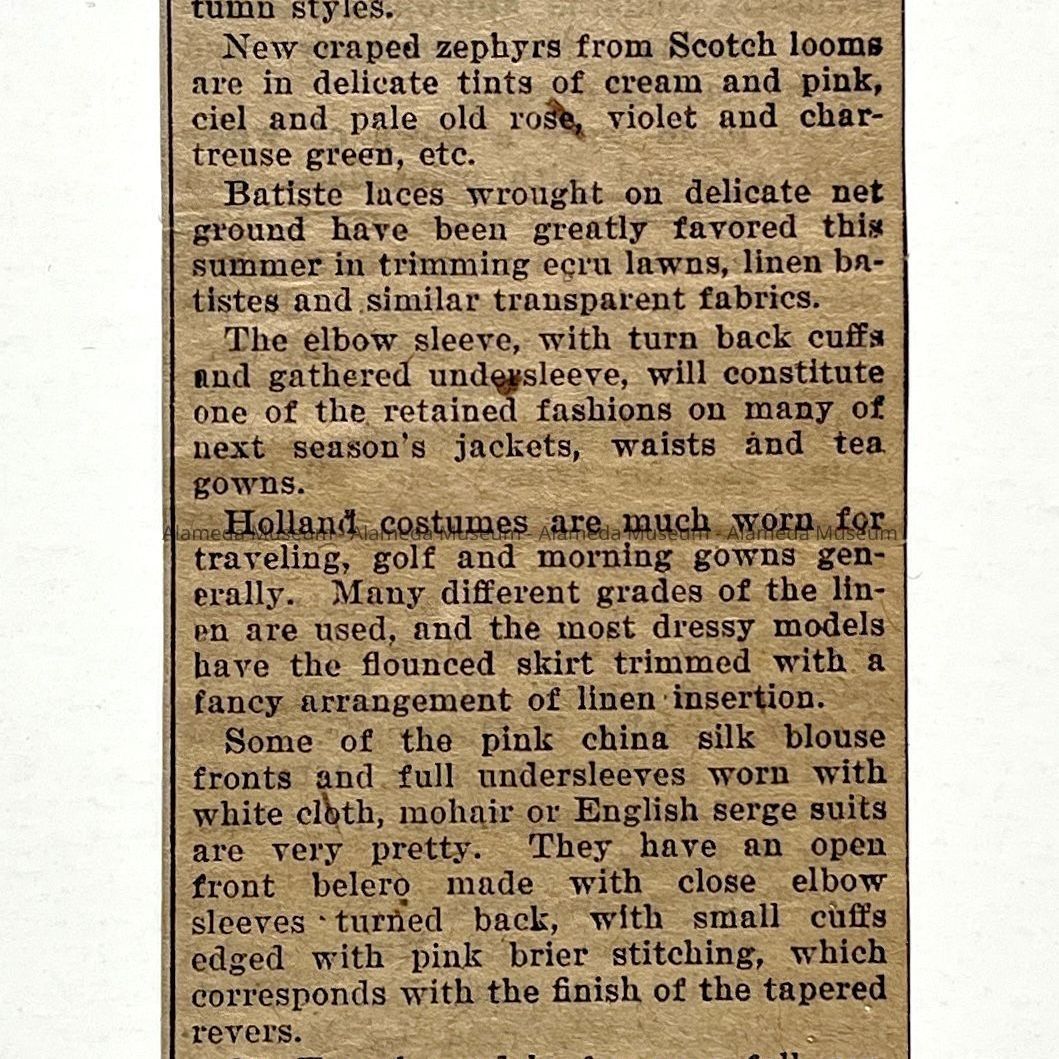 tumn styles.
New craped zephyrs from Scotch looms
are in delicate tints of cream and pink,
ciel and pale old rose, violet and char-
treuse green, etc.
Batiste laces wrought on delicate net
ground have been greatly favored this
summer in trimming ecru lawns, linen ba-
tistes and similar transparent fabrics.
The elbow sleeve, with turn back cuffs
and gathered undersleeve, will constitute
one of the retained fashions on many of
next season's jackets, waists and tea
gowns.
Holland costumes are much worn for
Alameda Museum - Alameda Museum - Alameda Museum - Alameda Museum
traveling, golf and morning gowns gen-
erally. Many different grades of the lin-
en are used, and the most dressy models
have the flounced skirt trimmed with a
fancy arrangement of linen insertion.
Some of the pink china silk blouse
fronts and full undersleeves worn with
white cloth, mohair or English serge suits
are very pretty. They have an open
front belero made with close elbow
sleeves turned back, with small cuffs
edged with pink brier stitching, which
corresponds with the finish of the tapered
revers.